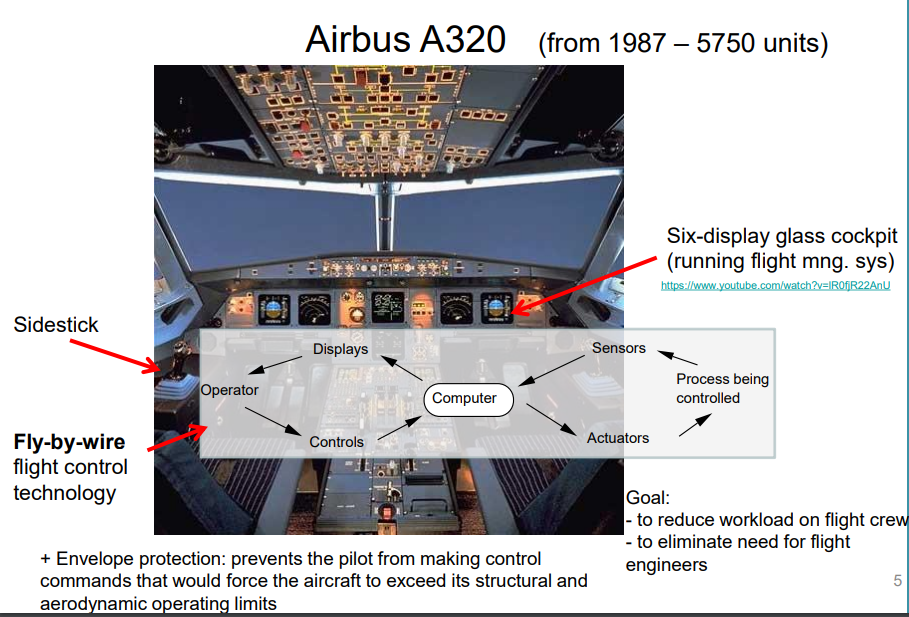 Airbus A320 (from 1987 – 5750 units)
Six-display glass cockpit
(running flight mng. sys)
https://www.youtube.com/watch?v=IR0fjR22AnU
Sidestick
Displays
Sensors
Operator
Computer
Process being
controlled
Controls
Actuators
Fly-by-wire
flight control
technology
Goal:
- to reduce workload on flight crew
- to eliminate need for flight
engineers
+ Envelope protection: prevents the pilot from making control
commands that would force the aircraft to exceed its structural and
aerodynamic operating limits
5